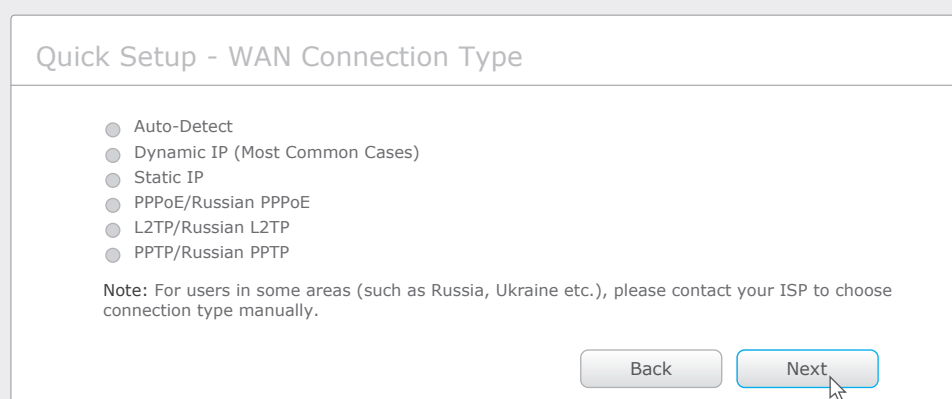 Quick Setup - WAN Connection Type
Auto-Detect
Dynamic IP (Most Common Cases)
Static IP
PPPoE/Russian PPPoE
L2TP/Russian L2TP
PPTP/Russian PPTP
Note: For users in some areas (such as Russia, Ukraine etc.), please contact your ISP to choose
connection type manually.
Back
Next